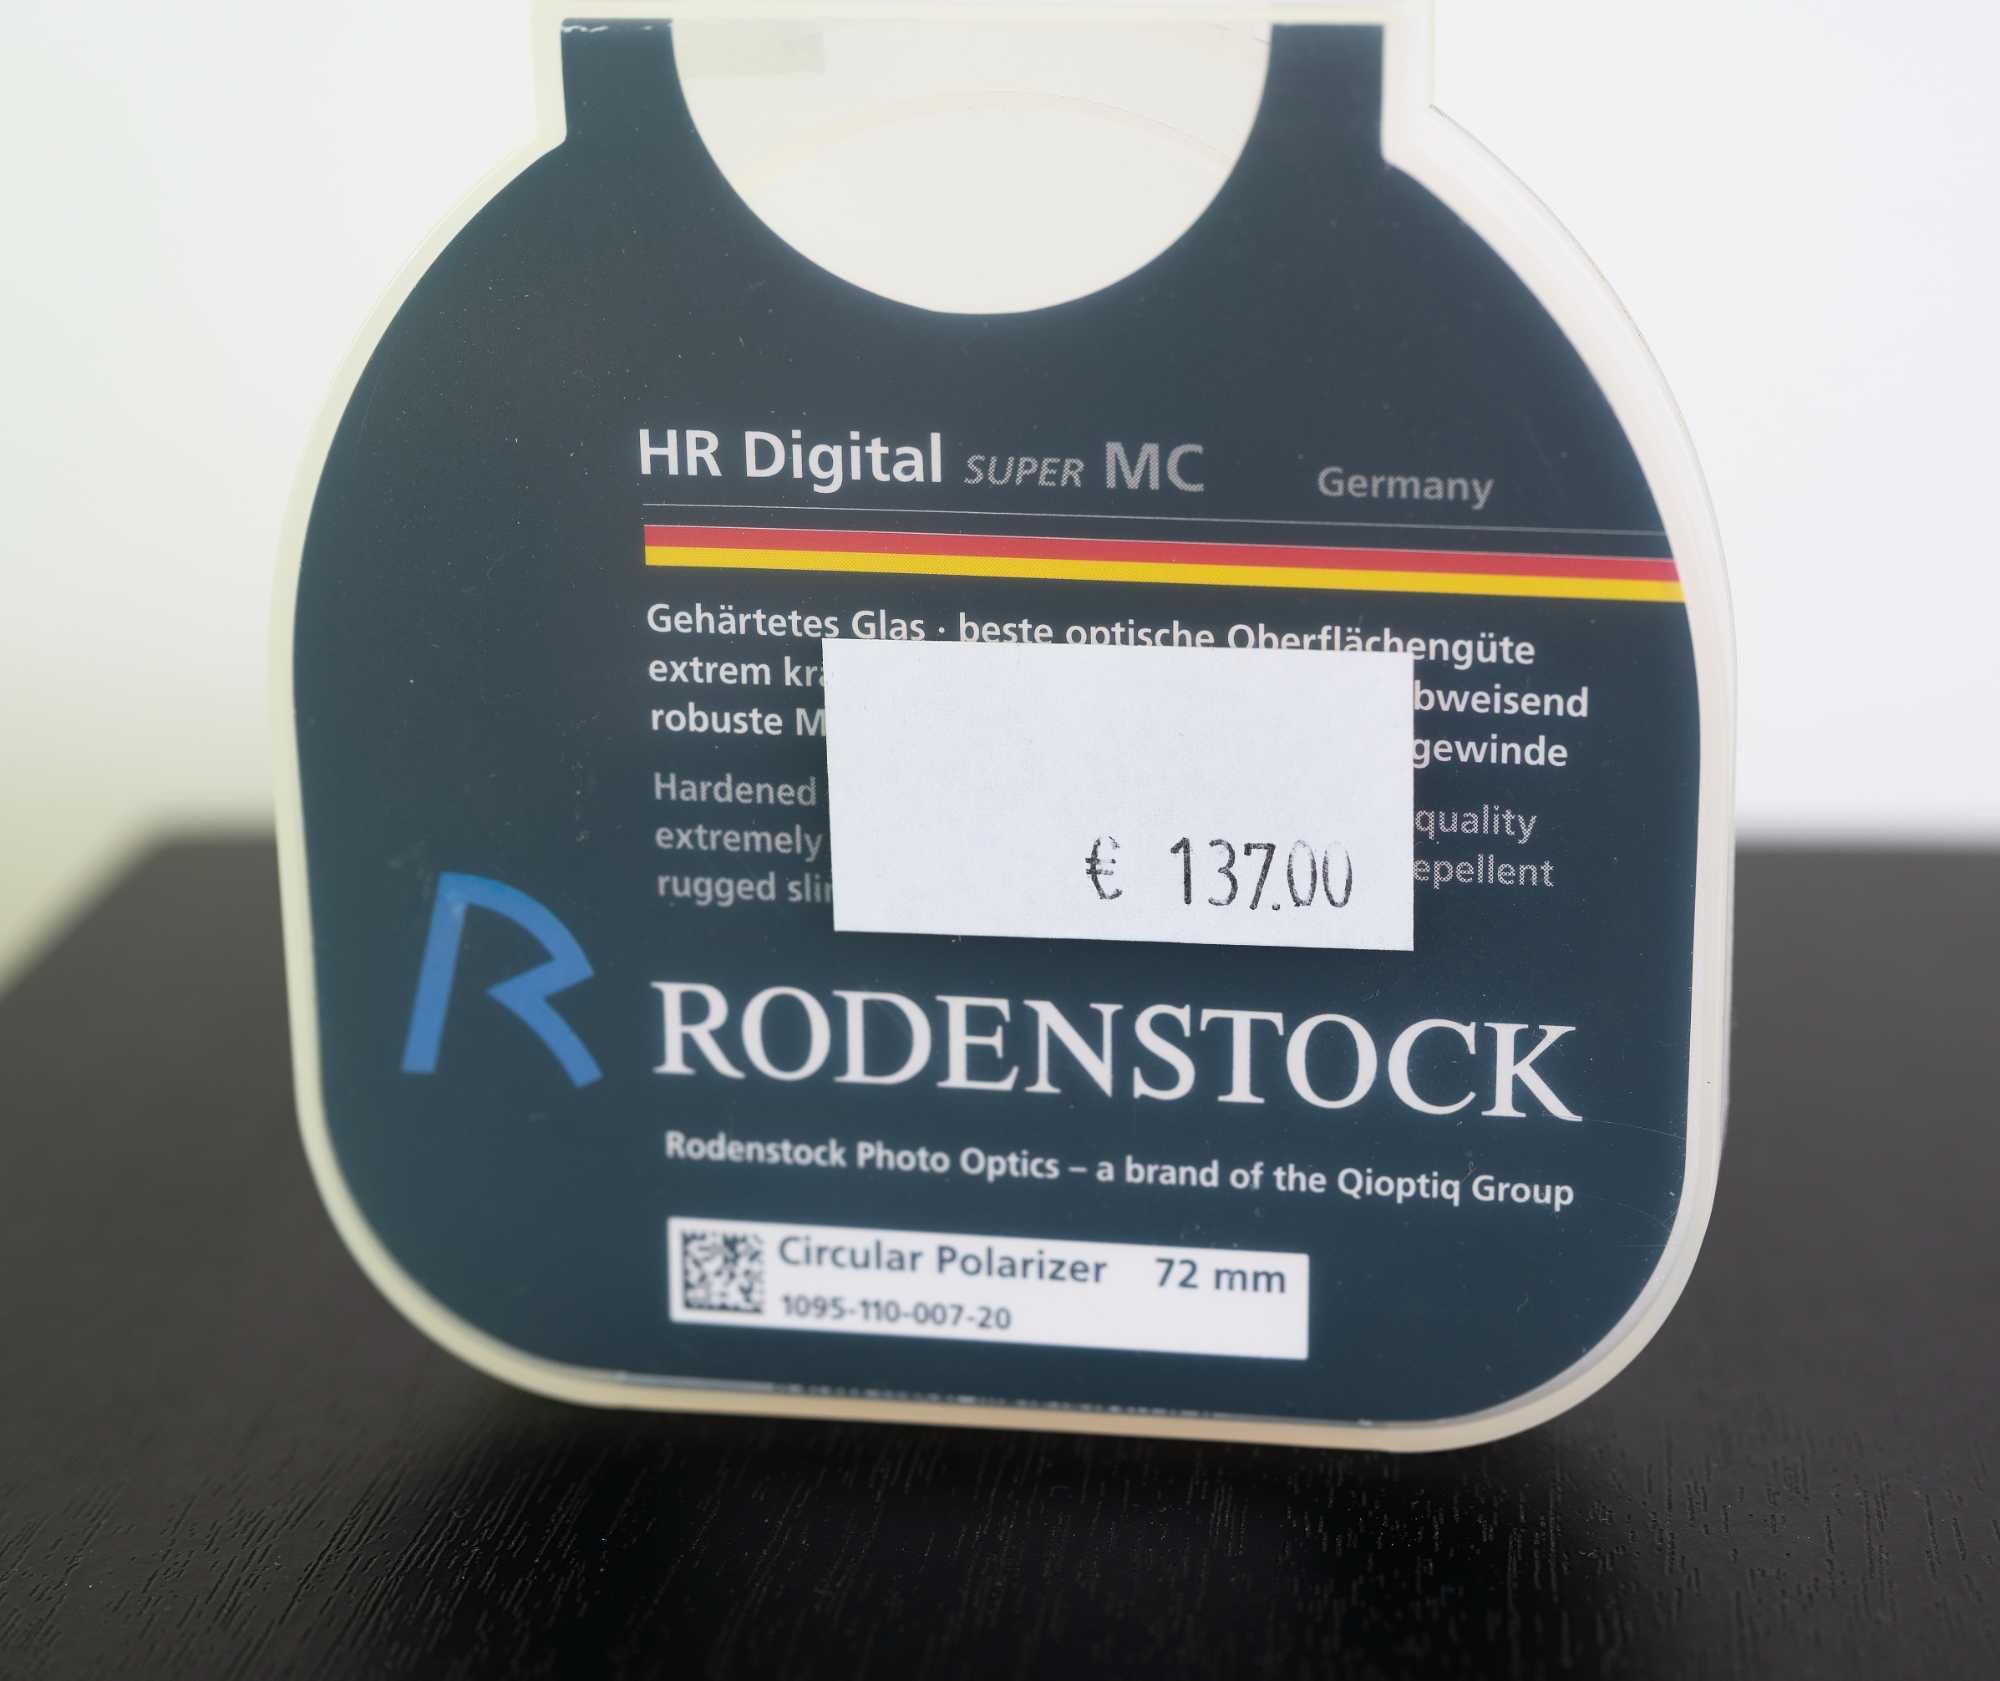 HR Digital SUPER MC Germany
Gehärtetes Glas · beste optische Oberflächengüte
extrem bweisend
robuste gewinde
Hardened quality
extremely epellent
rugged
€ 137.00
R
RODENSTOCK
Rodenstock Photo Optics – a brand of the Qioptiq Group
Circular Polarizer 72 mm
1095-110-007-20